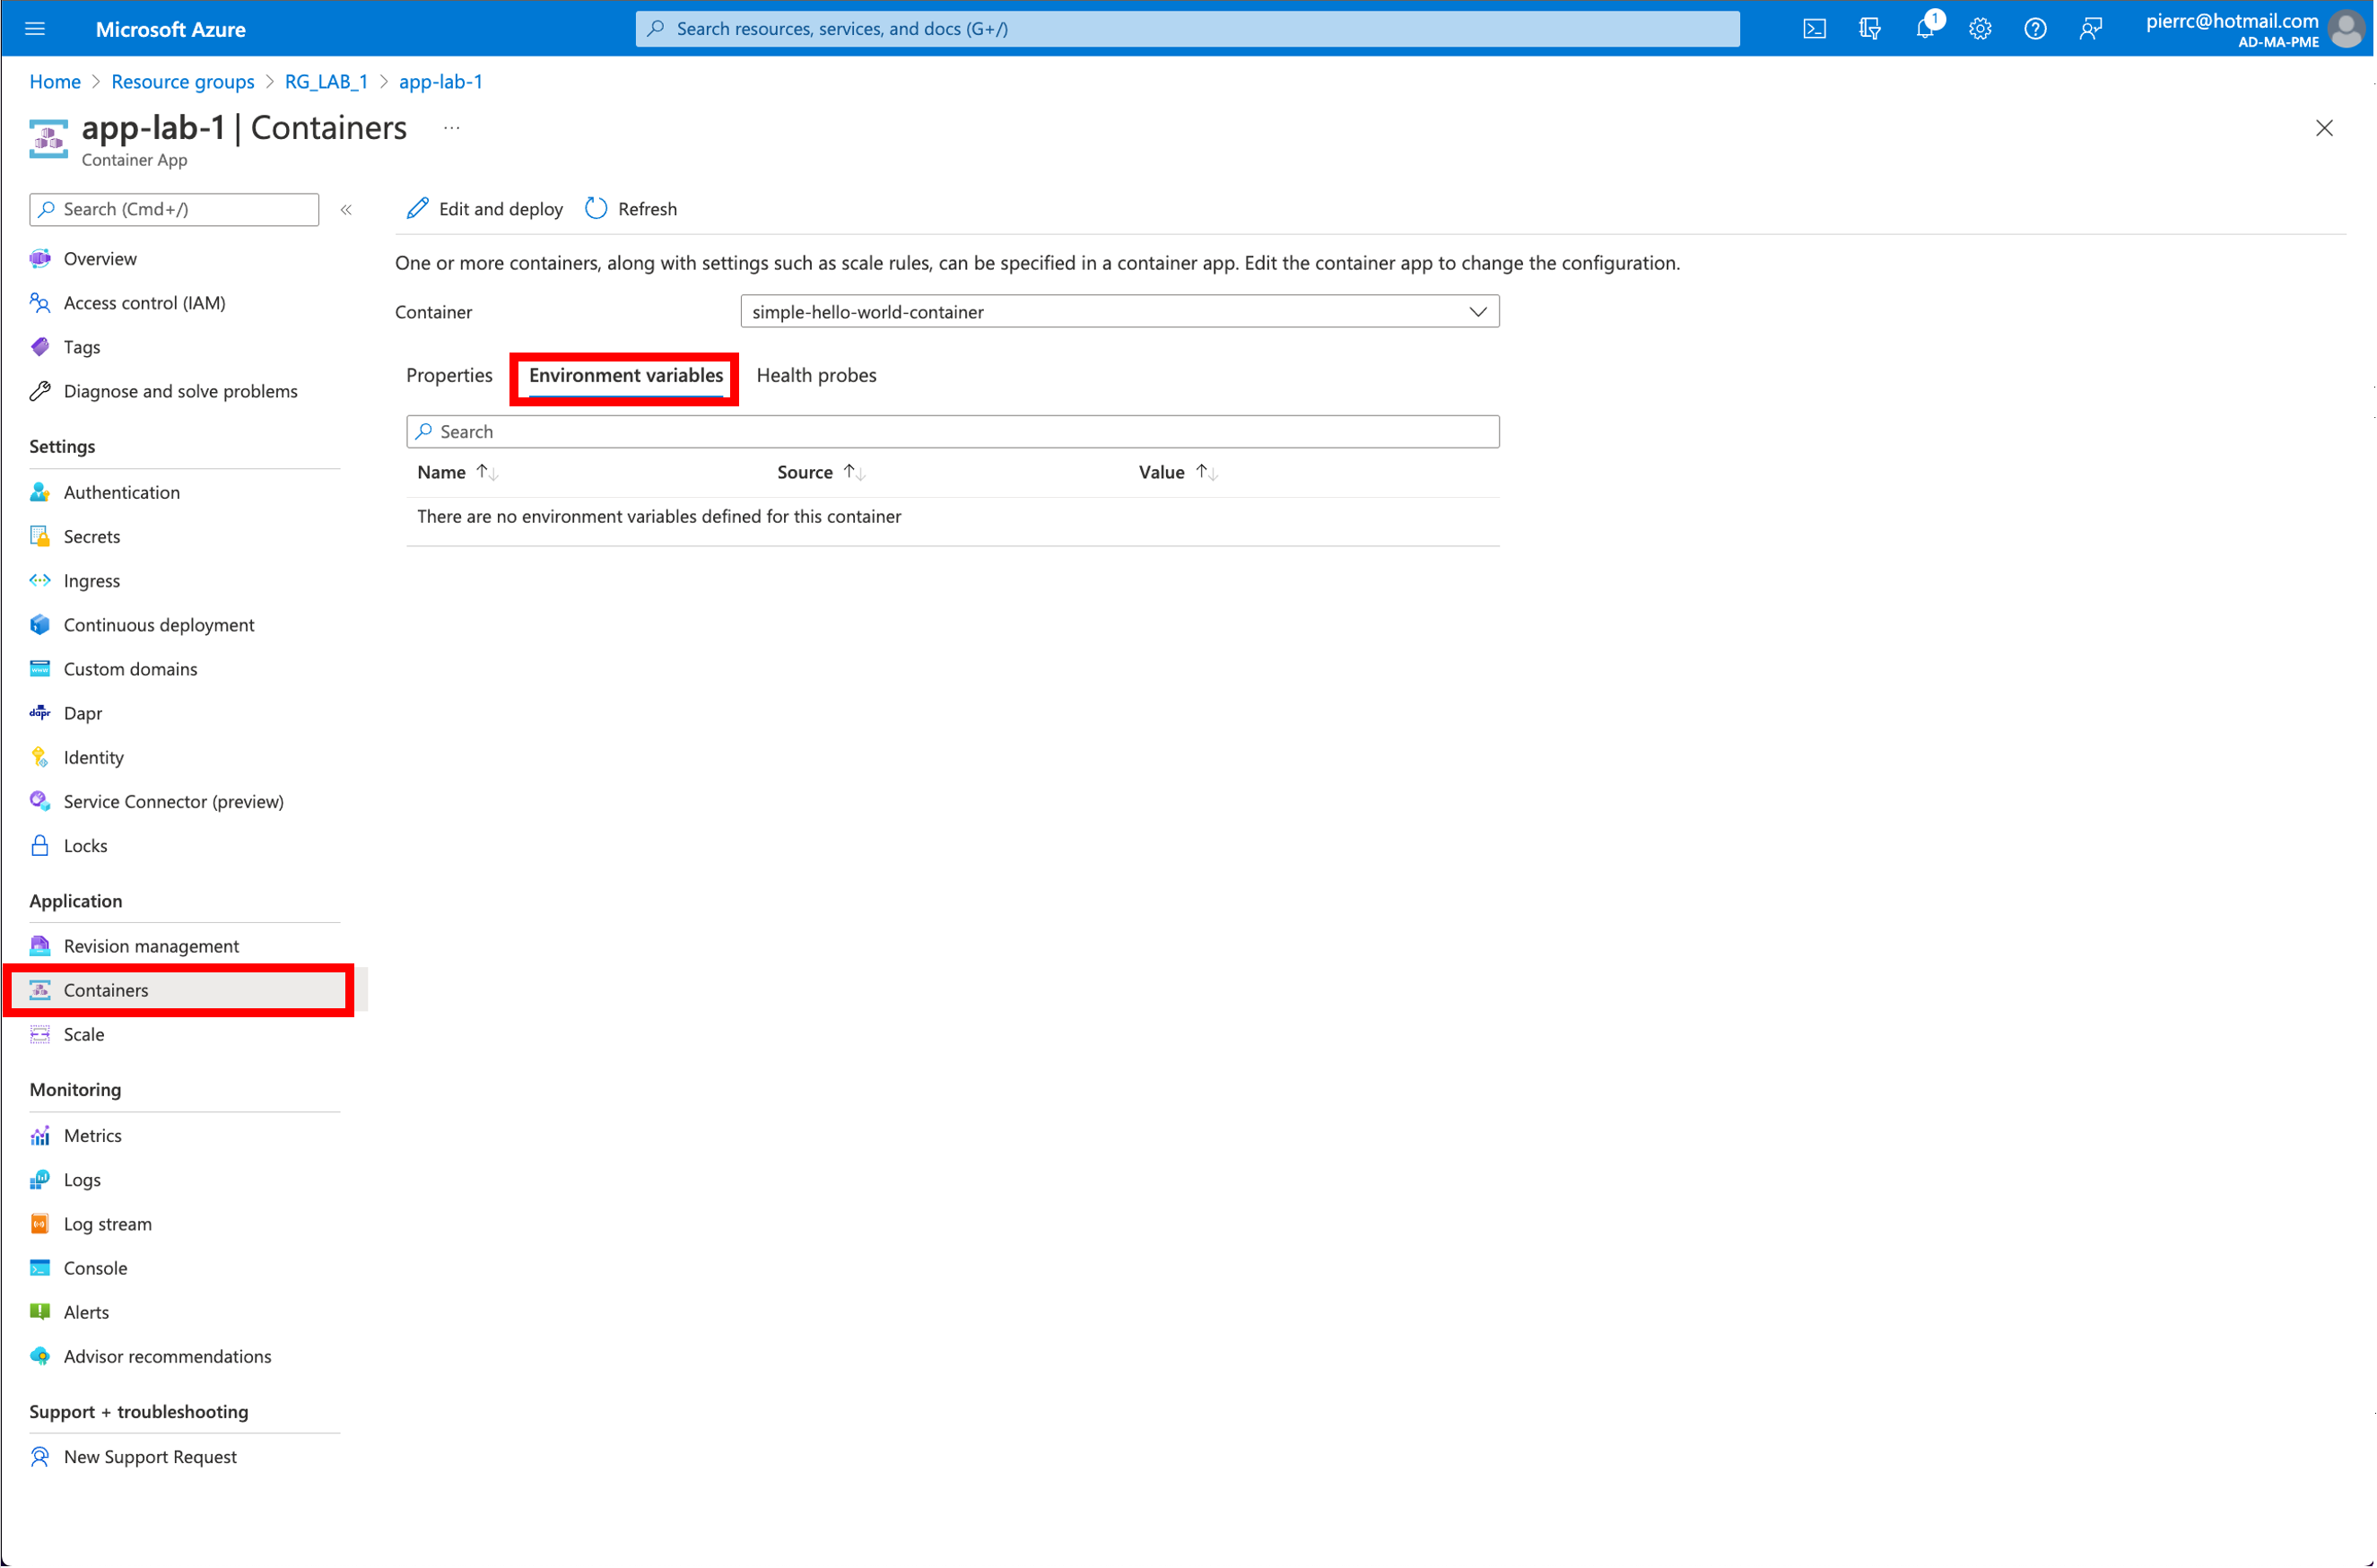 Microsoft Azure
Search resources, services, and docs (G+/)
1
pierrc@hotmail.com
AD-MA-PME
Home > Resource groups > RG_LAB_1 > app-lab-1
app-lab-1 | Containers ...
Container App
Search (Cmd+/)
«
Edit and deploy
Refresh
Overview
Access control (IAM)
Tags
Diagnose and solve problems
Settings
Authentication
Secrets
Ingress
Continuous deployment
Custom domains
dapr Dapr
Identity
Service Connector (preview)
Locks
Application
Revision management
Containers
Scale
Monitoring
Metrics
Logs
Log stream
Console
Alerts
Advisor recommendations
Support + troubleshooting
New Support Request
One or more containers, along with settings such as scale rules, can be specified in a container app. Edit the container app to change the configuration.
Container simple-hello-world-container
Properties Environment variables Health probes
Search
Name ↑↓ Source ↑↓ Value ↑↓
There are no environment variables defined for this container